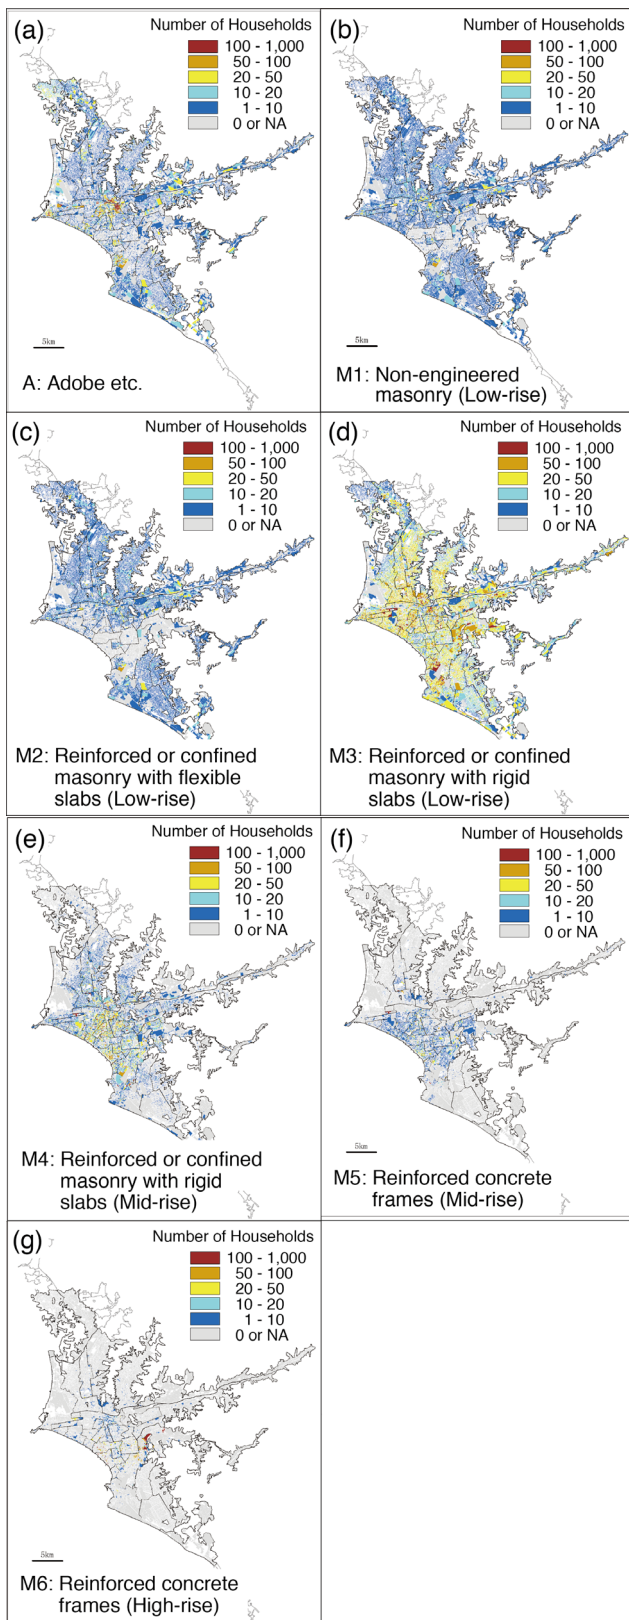 (a)
Number of Households
100 - 1,000
50 - 100
20 - 50
10 - 20
1 - 10
0 or NA
5km
A: Adobe etc.
(b)
Number of Households
100 - 1,000
50 - 100
20 - 50
10 - 20
1 - 10
0 or NA
5km
M1: Non-engineered
masonry (Low-rise)
(c)
Number of Households
100 - 1,000
50 - 100
20 - 50
10 - 20
1 - 10
0 or NA
M2: Reinforced or confined
masonry with flexible
slabs (Low-rise)
(d)
Number of Households
100 - 1,000
50 - 100
20 - 50
10 - 20
1 - 10
0 or NA
M3: Reinforced or confined
masonry with rigid
slabs (Low-rise)
(e)
Number of Households
100 - 1,000
50 - 100
20 - 50
10 - 20
1 - 10
0 or NA
M4: Reinforced or confined
masonry with rigid
slabs (Mid-rise)
(f)
Number of Households
100 - 1,000
50 - 100
20 - 50
10 - 20
1 - 10
0 or NA
5km
M5: Reinforced concrete
frames (Mid-rise)
(g)
Number of Households
100 - 1,000
50 - 100
20 - 50
10 - 20
1 - 10
0 or NA
5km
M6: Reinforced concrete
frames (High-rise)